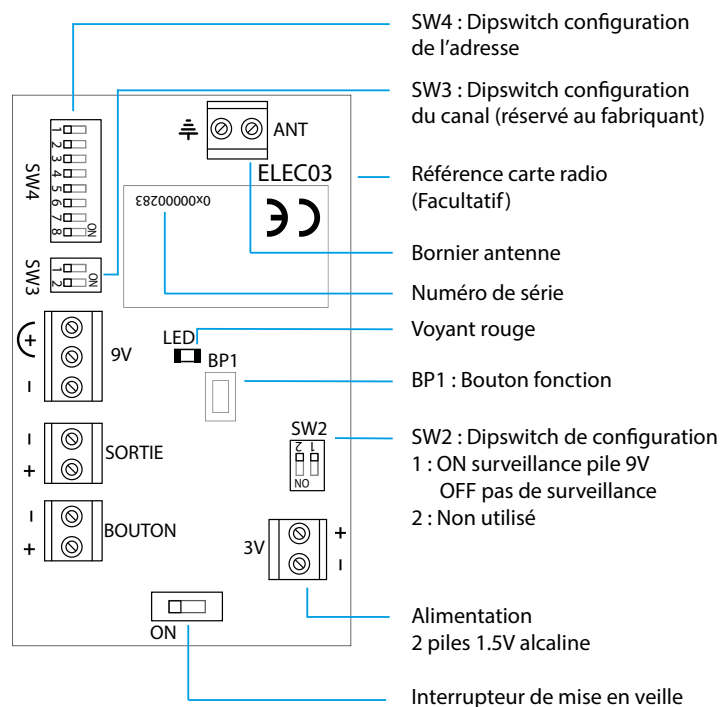 SW4 : Dipswitch configuration
de l'adresse
SW3 : Dipswitch configuration
du canal (réservé au fabriquant)
Référence carte radio
(Facultatif)
Bornier antenne
Numéro de série
Voyant rouge
BP1 : Bouton fonction
SW2 : Dipswitch de configuration
1 : ON surveillance pile 9V
OFF pas de surveillance
2 : Non utilisé
Alimentation
2 piles 1.5V alcaline
Interrupteur de mise en veille
SW4
1 2 3 4 5 6 7 8
ON
SW3
1 2
ON
ANT
ELEC03
0x00000283
CE
+
9V
–
LED
BP1
–
SORTIE
+
SW2
2 1
ON
–
BOUTON
+
3V
+
–
ON